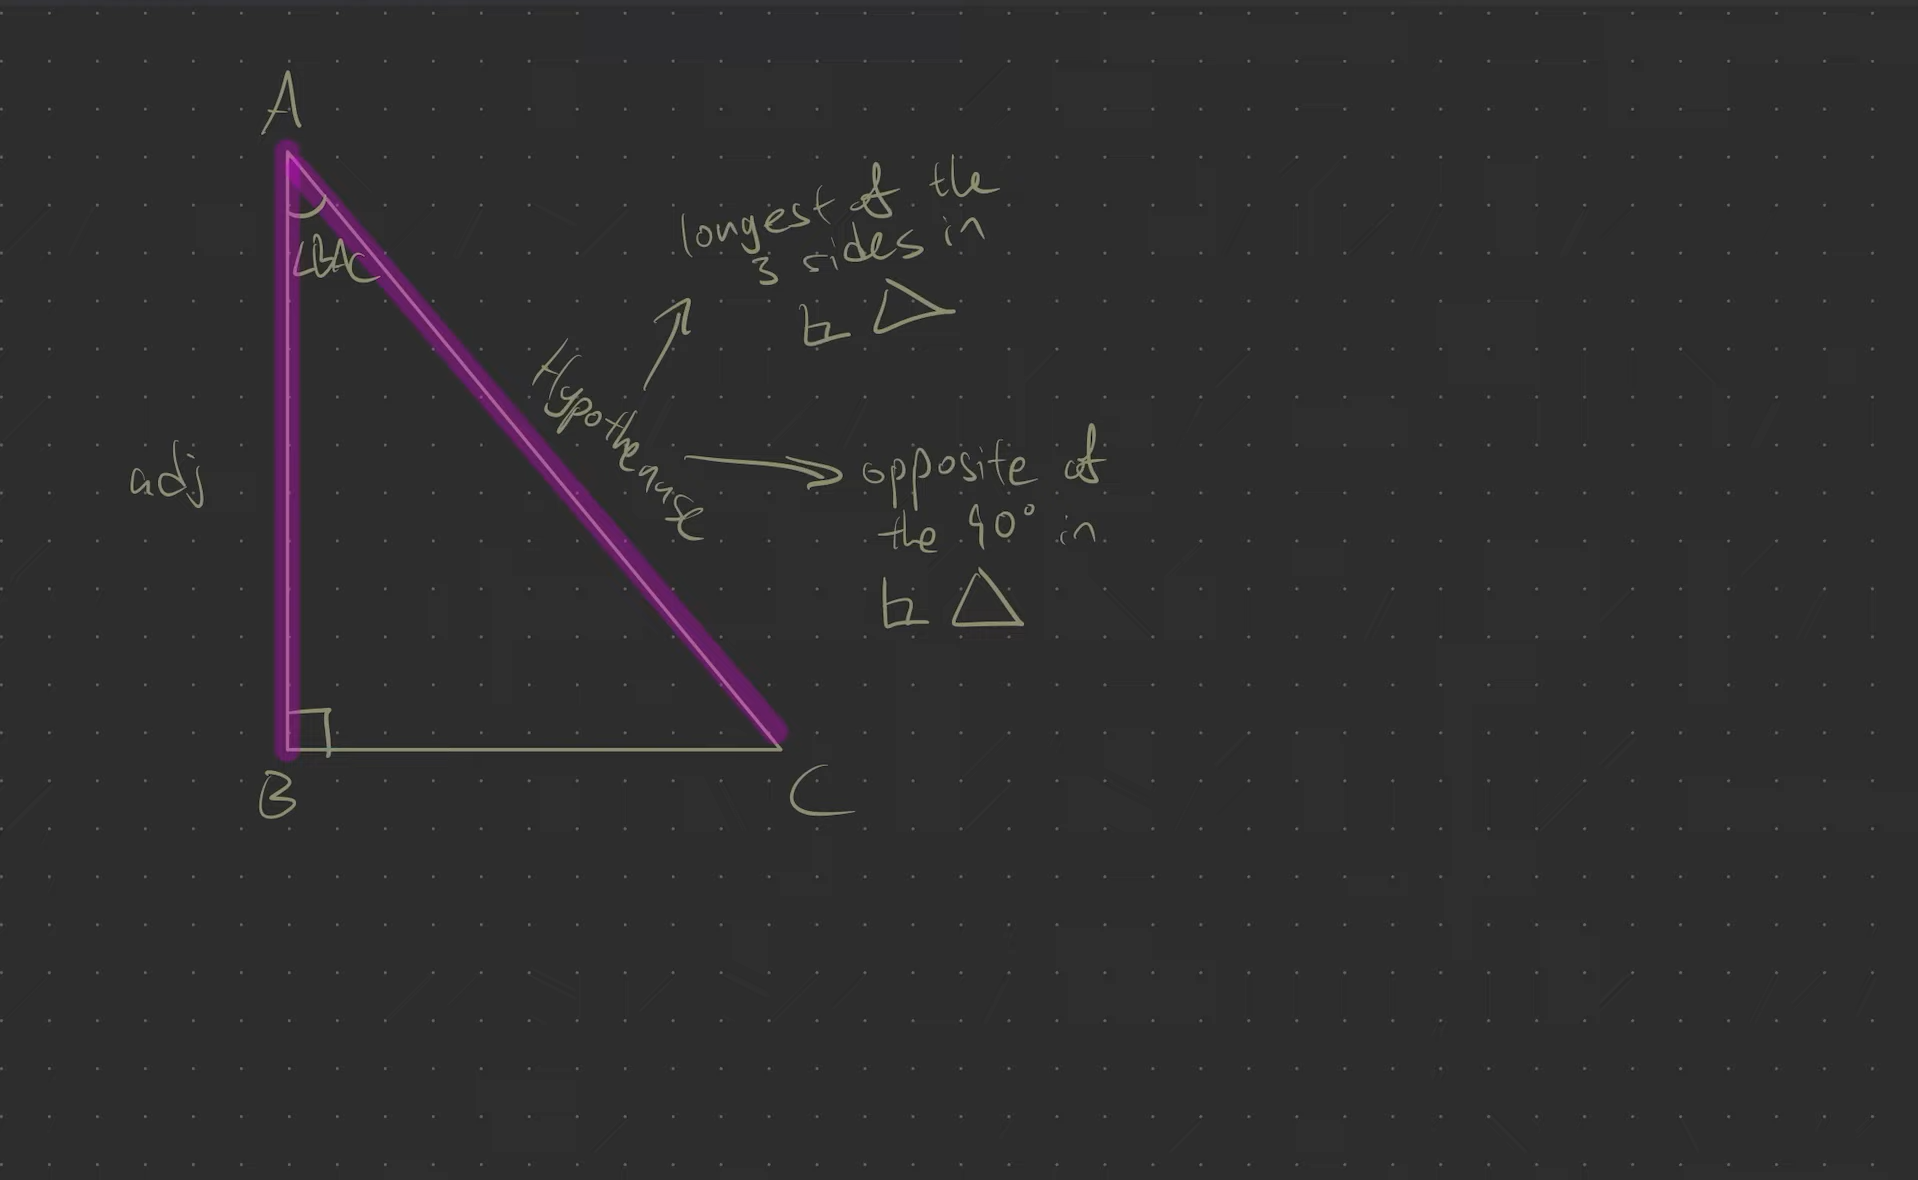 A
∠BAC
longest of the
3 sides in
⊾ △
Hypothenuse
adj
opposite of
the 90° in
⊾ △
B
C